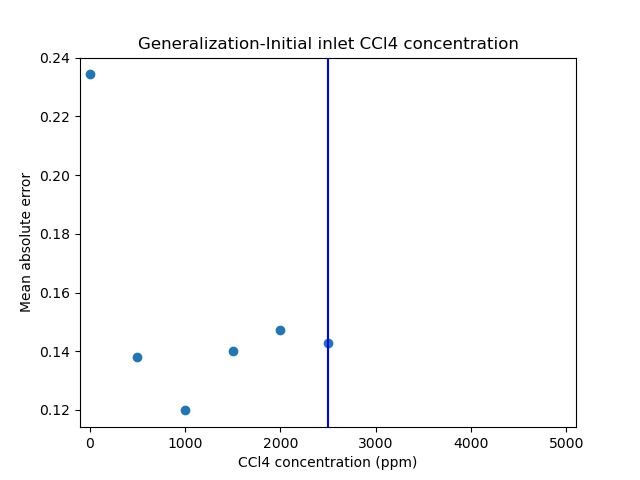 Generalization-Initial inlet CCl4 concentration
0.24
0.22
0.20
0.18
0.16
0.14
0.12
Mean absolute error
0 1000 2000 3000 4000 5000
CCl4 concentration (ppm)